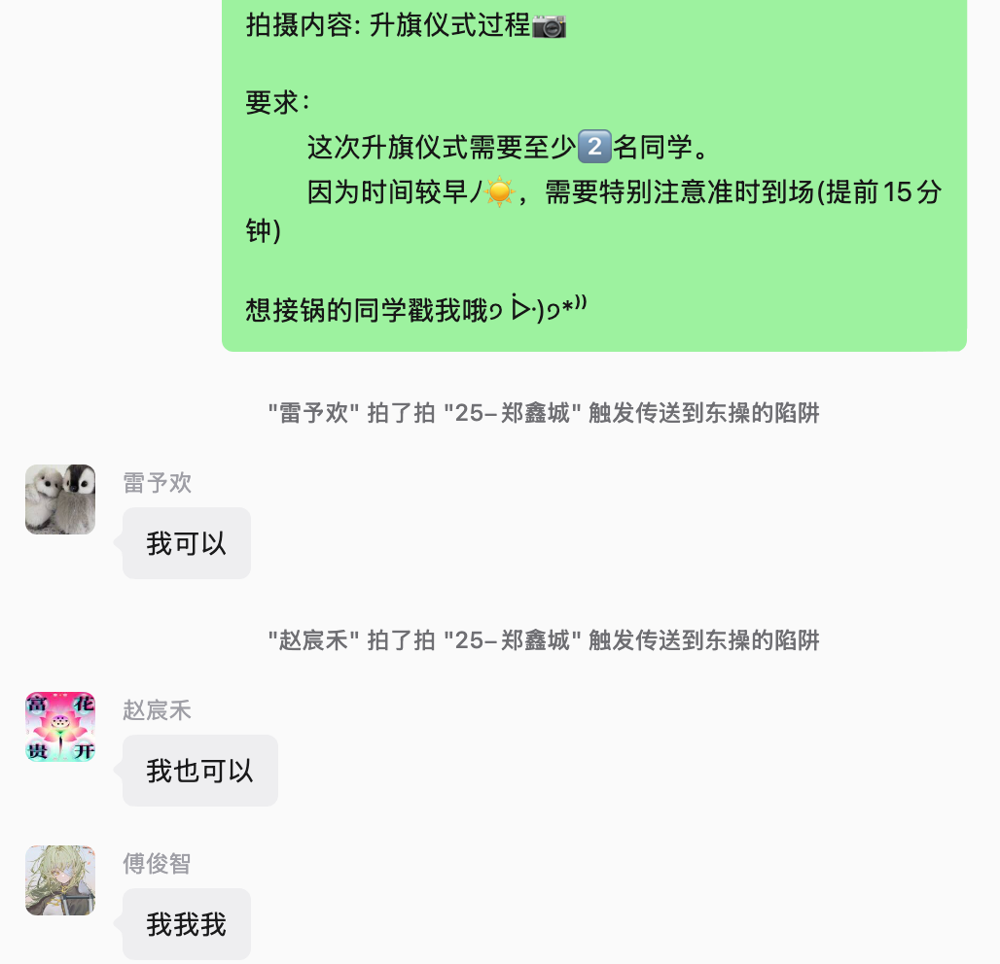 拍摄内容: 升旗仪式过程📷
要求：
这次升旗仪式需要至少2️⃣名同学。
因为时间较早ﾉ☀️，需要特别注意准时到场(提前15分
钟)
想接锅的同学戳我哦੭ ᐕ)੭*⁾⁾
"雷予欢" 拍了拍 "25-郑鑫城" 触发传送到东操的陷阱
雷予欢
我可以
"赵宸禾" 拍了拍 "25-郑鑫城" 触发传送到东操的陷阱
富 花
贵 开
赵宸禾
我也可以
傅俊智
我我我